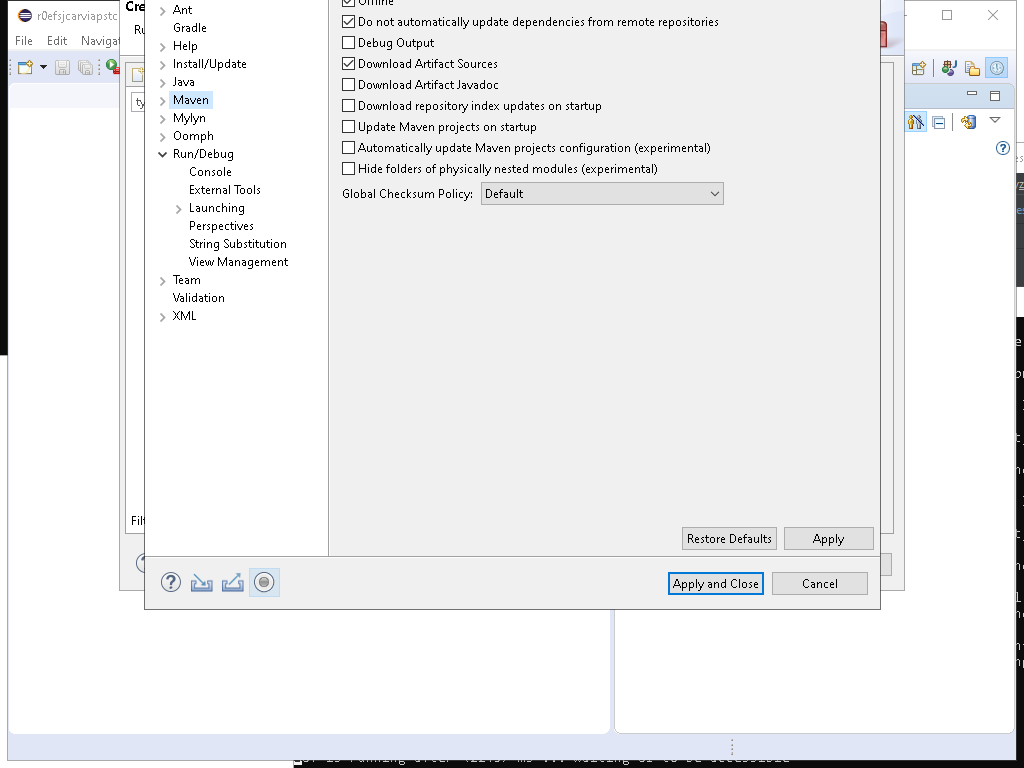 r0efsjcarviapstc
Cre
File Edit Navigat
Ru
ty
Filt
Ant
Gradle
Help
Install/Update
Java
Maven
Mylyn
Oomph
Run/Debug
Console
External Tools
Launching
Perspectives
String Substitution
View Management
Team
Validation
XML
Offline
Do not automatically update dependencies from remote repositories
Debug Output
Download Artifact Sources
Download Artifact Javadoc
Download repository index updates on startup
Update Maven projects on startup
Automatically update Maven projects configuration (experimental)
Hide folders of physically nested modules (experimental)
Global Checksum Policy: Default
Restore Defaults Apply
Apply and Close Cancel